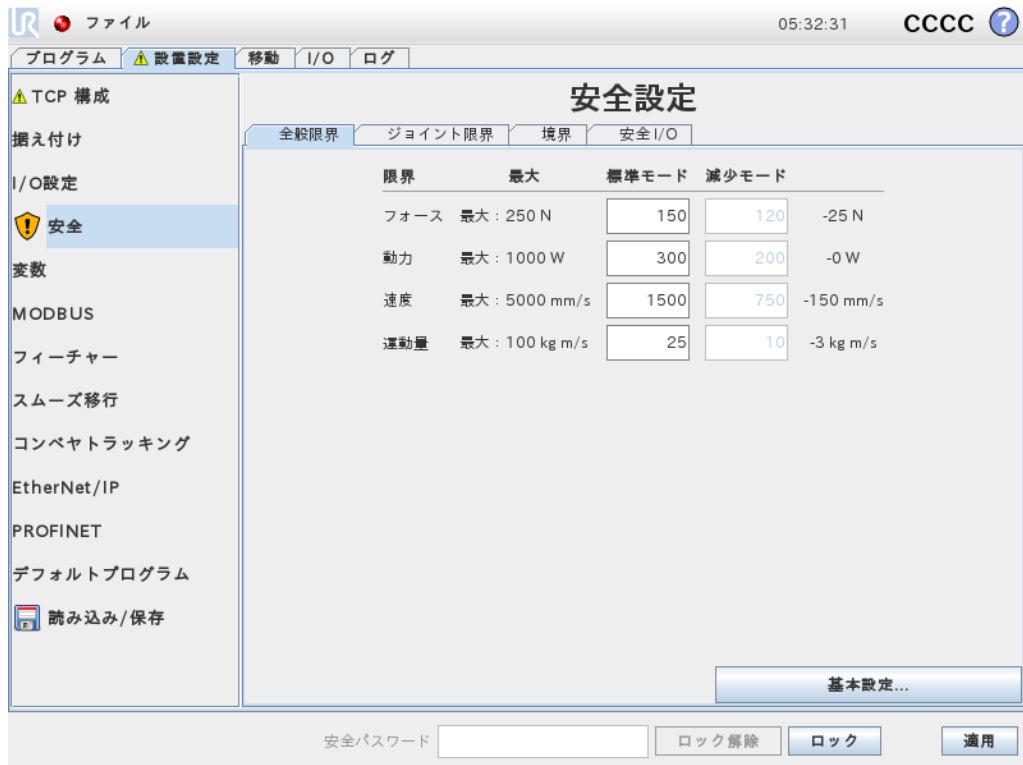 UR ファイル 05:32:31 CCCC ?
プログラム 設置設定 移動 I/O ログ
TCP 構成
据え付け
I/O設定
安全
変数
MODBUS
フィーチャー
スムーズ移行
コンベヤトラッキング
EtherNet/IP
PROFINET
デフォルトプログラム
読み込み/保存
安全設定
全般限界 ジョイント限界 境界 安全I/O
限界 最大 標準モード 減少モード
フォース 最大：250 N 150 120 -25 N
動力 最大：1000 W 300 200 -0 W
速度 最大：5000 mm/s 1500 750 -150 mm/s
運動量 最大：100 kg m/s 25 10 -3 kg m/s
基本設定...
安全パスワード ロック解除 ロック 適用